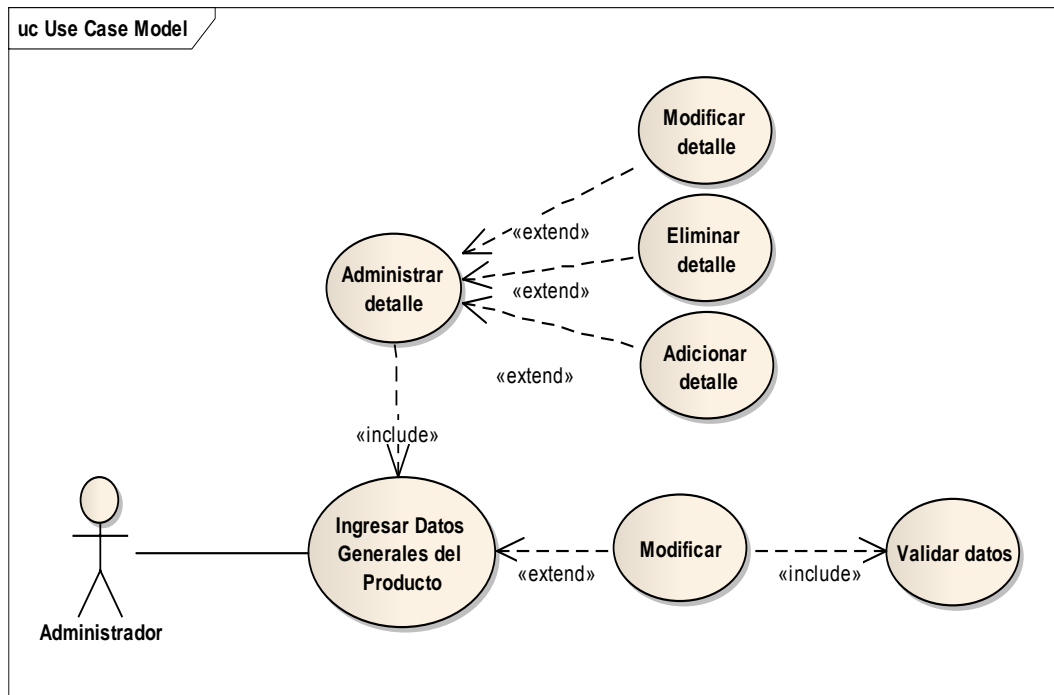 uc Use Case Model
Modificar
detalle
«extend»
Eliminar
detalle
Administrar
detalle
«extend»
Adicionar
detalle
«extend»
«include»
Ingresar Datos
Generales del
Producto
Modificar
Validar datos
«extend»
«include»
Administrador